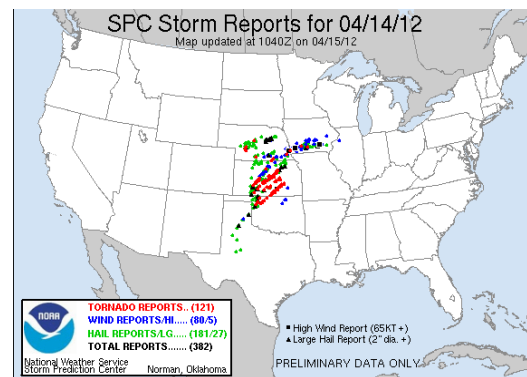 SPC Storm Reports for 04/14/12
Map updated at 1040Z on 04/15/12
NOAA
TORNADO REPORTS.. (121)
WIND REPORTS/HI..... (80/5)
HAIL REPORTS/LG..... (181/27)
TOTAL REPORTS....... (382)
National Weather Service
Storm Prediction Center Norman, Oklahoma
High Wind Report (65KT +)
Large Hail Report (2" dia. +)
PRELIMINARY DATA ONLY